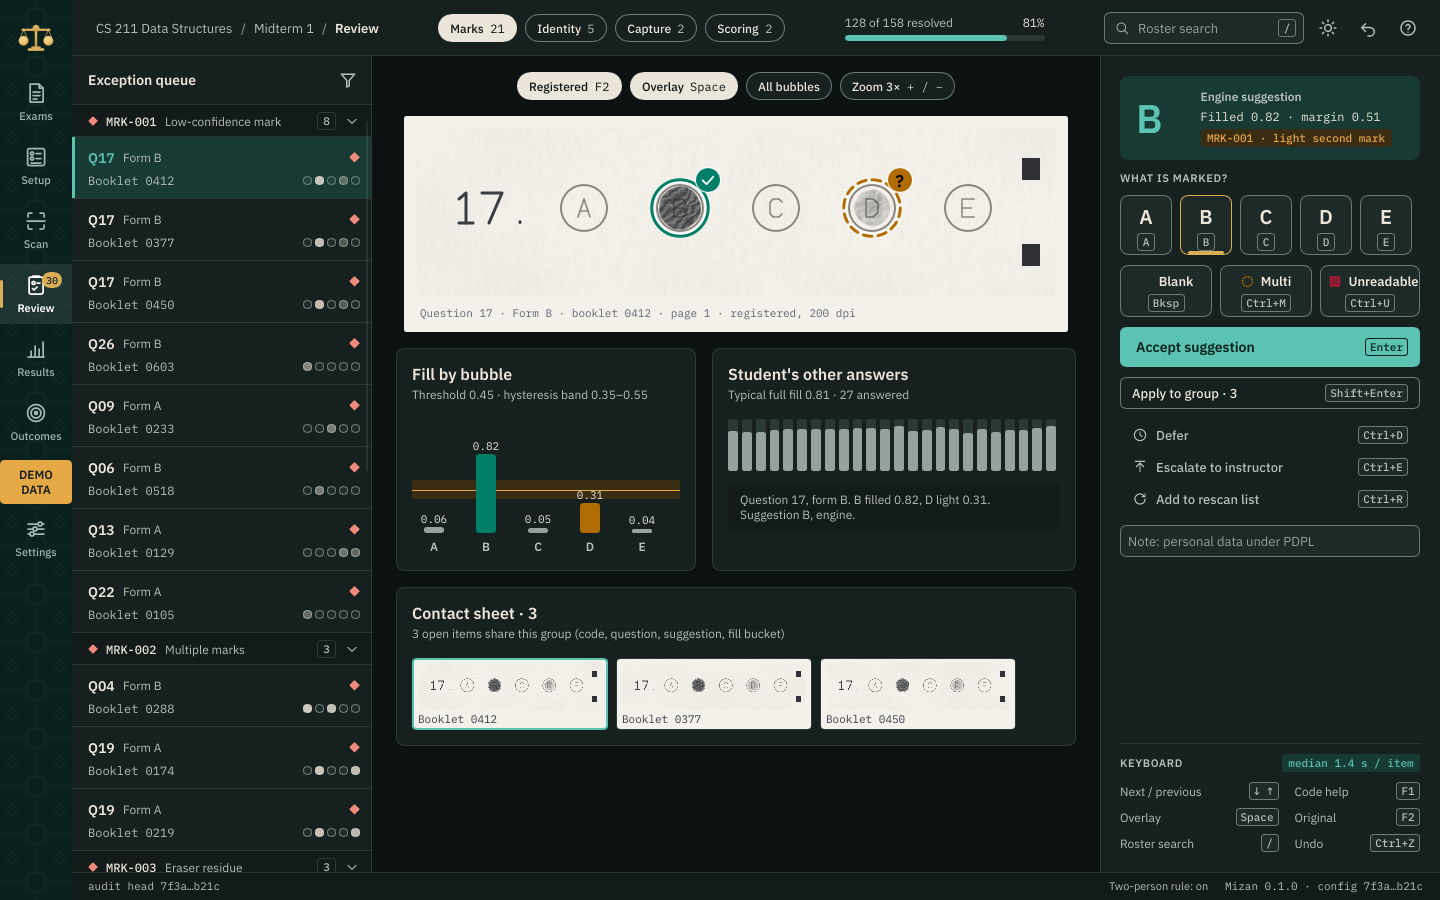 CS 211 Data Structures / Midterm 1 / Review
Marks 21
Identity 5
Capture 2
Scoring 2
128 of 158 resolved 81%
Roster search /
Exams
Setup
Scan
30
Review
Results
Outcomes
DEMO
DATA
Settings
Exception queue
MRK-001 Low-confidence mark 8
Q17 Form B
Booklet 0412
Q17 Form B
Booklet 0377
Q17 Form B
Booklet 0450
Q26 Form B
Booklet 0603
Q09 Form A
Booklet 0233
Q06 Form B
Booklet 0518
Q13 Form A
Booklet 0129
Q22 Form A
Booklet 0105
MRK-002 Multiple marks 3
Q04 Form B
Booklet 0288
Q19 Form A
Booklet 0174
Q19 Form A
Booklet 0219
MRK-003 Eraser residue 3
Registered F2
Overlay Space
All bubbles
Zoom 3× + / −
17. A B C D ? E
Question 17 · Form B · booklet 0412 · page 1 · registered, 200 dpi
Fill by bubble
Threshold 0.45 · hysteresis band 0.35–0.55
0.06 0.82 0.05 0.31 0.04
A B C D E
Student's other answers
Typical full fill 0.81 · 27 answered
Question 17, form B. B filled 0.82, D light 0.31.
Suggestion B, engine.
Contact sheet · 3
3 open items share this group (code, question, suggestion, fill bucket)
17.
Booklet 0412
17.
Booklet 0377
17.
Booklet 0450
B
Engine suggestion
Filled 0.82 · margin 0.51
MRK-001 · light second mark
WHAT IS MARKED?
A B C D E
A B C D E
Blank Multi Unreadable
Bksp Ctrl+M Ctrl+U
Accept suggestion Enter
Apply to group · 3 Shift+Enter
Defer Ctrl+D
Escalate to instructor Ctrl+E
Add to rescan list Ctrl+R
Note: personal data under PDPL
KEYBOARD median 1.4 s / item
Next / previous ↓ ↑ Code help F1
Overlay Space Original F2
Roster search / Undo Ctrl+Z
audit head 7f3a…b21c
Two-person rule: on Mizan 0.1.0 · config 7f3a…b21c